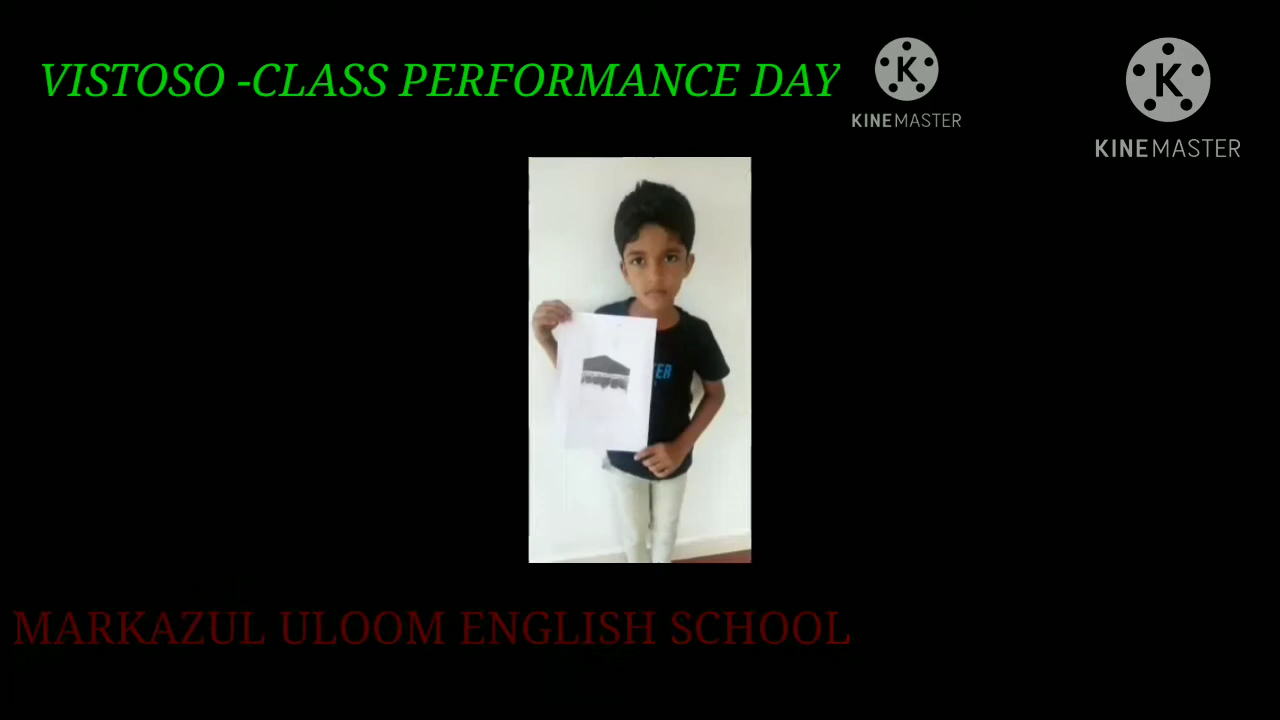 VISTOSO -CLASS PERFORMANCE DAY
KINEMASTER
KINEMASTER
MARKAZUL ULOOM ENGLISH SCHOOL